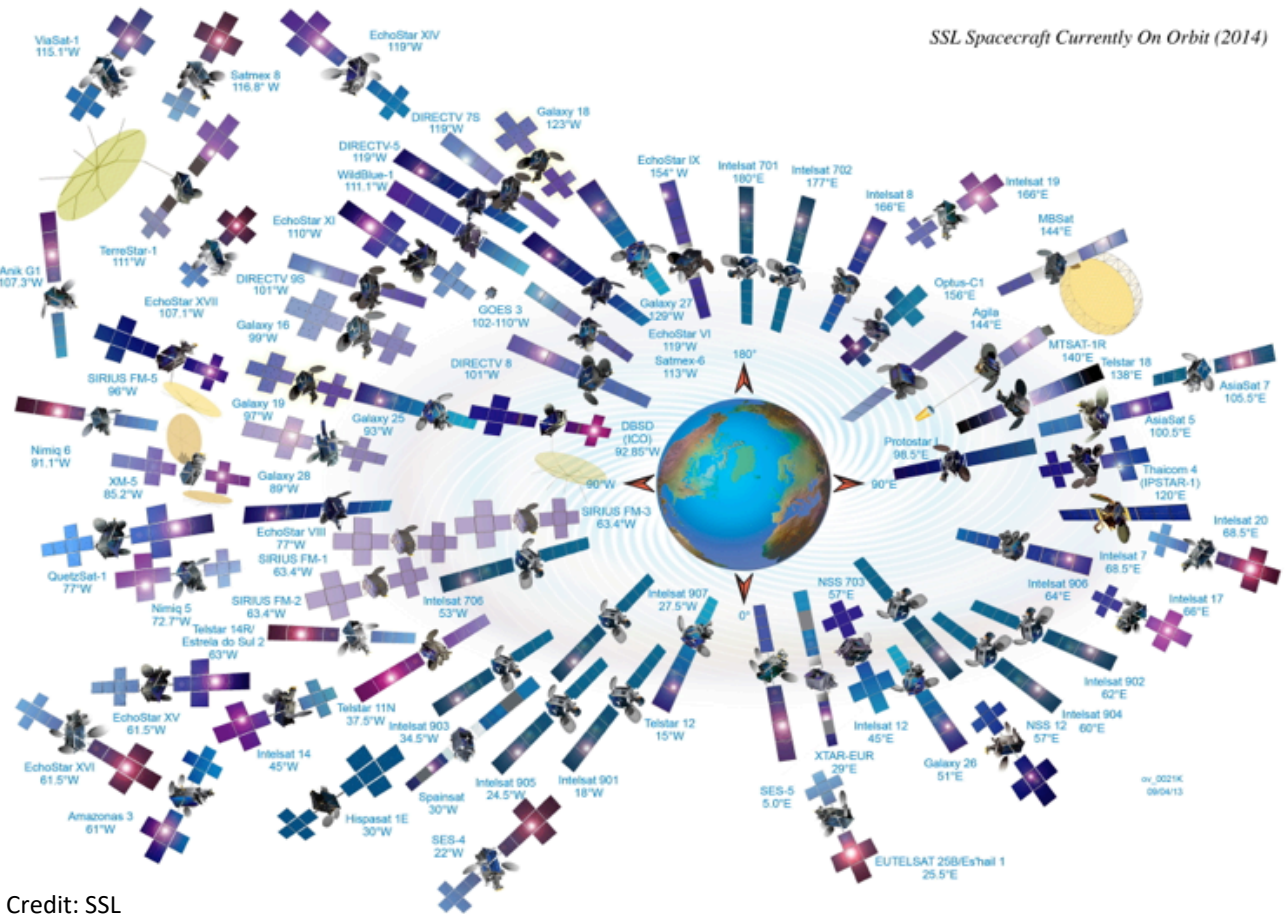 SSL Spacecraft Currently On Orbit (2014)
ViaSat-1
115.1°W
Satmex 8
116.8° W
EchoStar XIV
119°W
DIRECTV 7S
119°W
Galaxy 18
123°W
DIRECTV-5
119°W
WildBlue-1
111.1°W
EchoStar IX
154° W
Intelsat 701
180°E
Intelsat 702
177°E
Intelsat 8
166°E
Intelsat 19
166°E
MBSat
144°E
TerreStar-1
111°W
EchoStar XI
110°W
Anik G1
107.3°W
EchoStar XVII
107.1°W
DIRECTV 9S
101°W
GOES 3
102-110°W
Galaxy 27
129°W
Optus-C1
156°E
Agila
144°E
MTSAT-1R
140°E
Telstar 18
138°E
AsiaSat 7
105.5°E
Galaxy 16
99°W
EchoStar VI
119°W
Satmex-6
113°W
DIRECTV 8
101°W
180°
SIRIUS FM-5
96°W
Galaxy 19
97°W
Galaxy 25
93°W
DBSD
(ICO)
92.85°W
AsiaSat 5
100.5°E
Protostar I
98.5°E
Thaicom 4
(IPSTAR-1)
120°E
Nimiq 6
91.1°W
XM-5
85.2°W
Galaxy 28
89°W
90°W
90°E
EchoStar VIII
77°W
SIRIUS FM-3
63.4°W
Intelsat 20
68.5°E
Intelsat 7
68.5°E
QuetzSat-1
77°W
SIRIUS FM-1
63.4°W
Nimiq 5
72.7°W
SIRIUS FM-2
63.4°W
Intelsat 706
53°W
Intelsat 907
27.5°W
0°
NSS 703
57°E
Intelsat 906
64°E
Intelsat 17
66°E
Telstar 14R/
Estrela do Sul 2
63°W
Intelsat 902
62°E
EchoStar XV
61.5°W
Telstar 11N
37.5°W
Intelsat 903
34.5°W
Telstar 12
15°W
Intelsat 12
45°E
Intelsat 904
60°E
NSS 12
57°E
EchoStar XVI
61.5°W
Intelsat 14
45°W
XTAR-EUR
29°E
Galaxy 26
51°E
Amazonas 3
61°W
Hispasat 1E
30°W
Spainsat
30°W
Intelsat 905
24.5°W
Intelsat 901
18°W
SES-5
5.0°E
SES-4
22°W
EUTELSAT 25B/Es'hail 1
25.5°E
ov_0021K
09/04/13
Credit: SSL